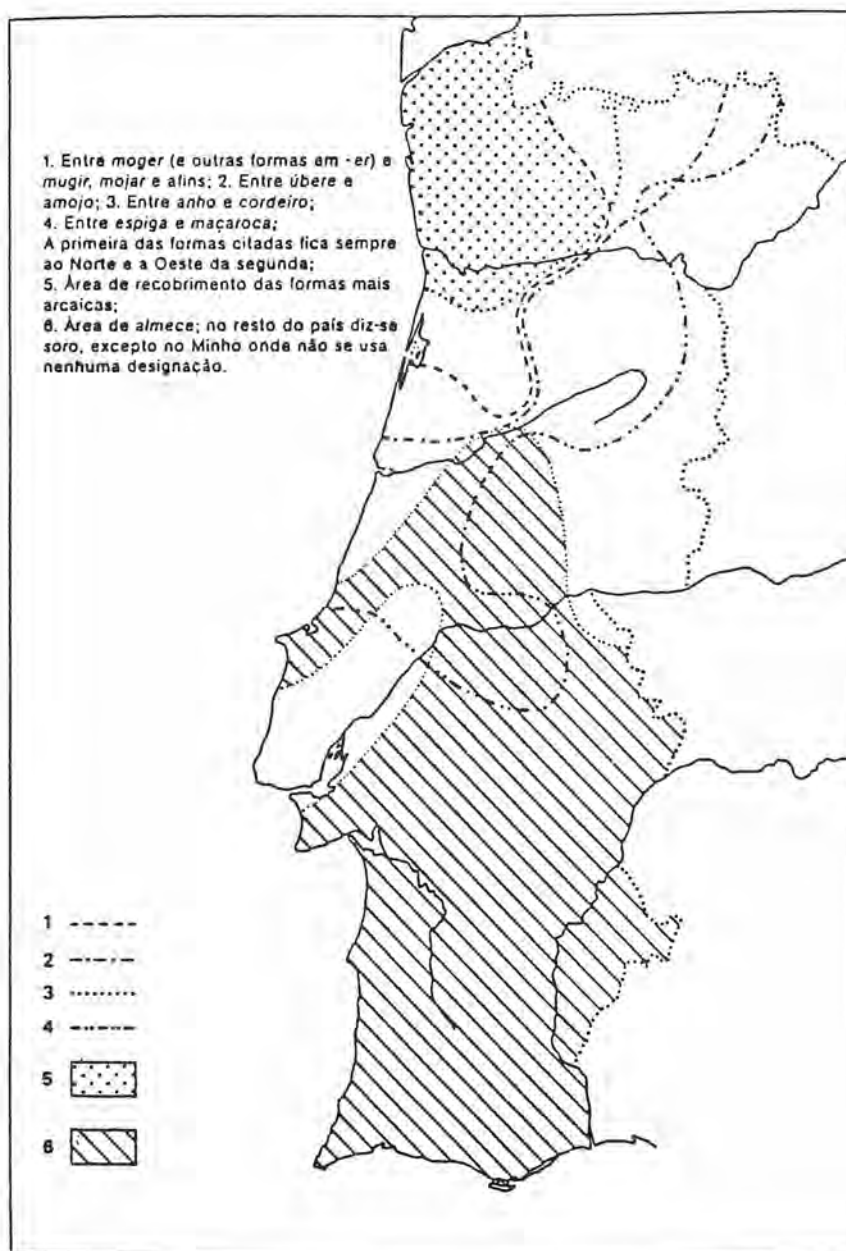 1. Entre moger (e outras formas em -er) e
mugir, mojar e afins; 2. Entre úbere e
amojo; 3. Entre anho e cordeiro;
4. Entre espiga e maçaroca;
A primeira das formas citadas fica sempre
ao Norte e a Oeste da segunda;
5. Área de recobrimento das formas mais
arcaicas;
6. Área de almece; no resto do país diz-se
soro, excepto no Minho onde não se usa
nenhuma designação.
1
2
3
4
5
6